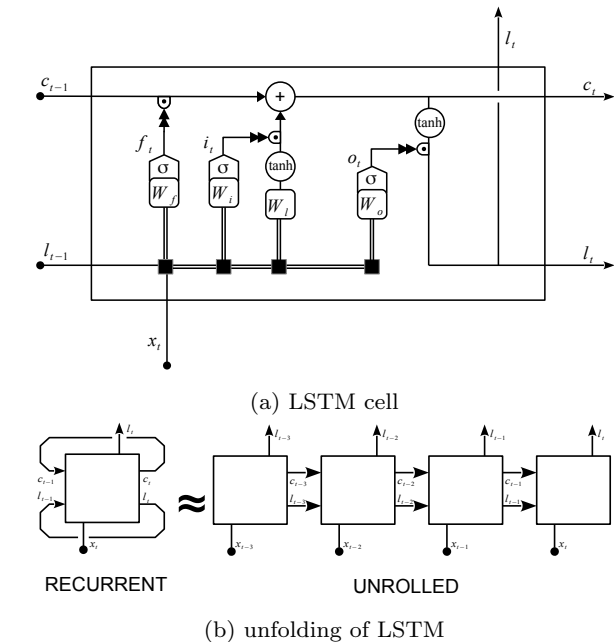 l_t
c_{t-1} + c_t
tanh
f_t i_t o_t
σ σ tanh σ
W_f W_i W_l W_o
l_{t-1} l_t
x_t
(a) LSTM cell
l_t l_{t-3} l_{t-2} l_{t-1} l_t
c_{t-1} c_t c_{t-3} c_{t-2} c_{t-1}
l_{t-1} l_t ≈ l_{t-3} l_{t-2} l_{t-1}
x_t x_{t-3} x_{t-2} x_{t-1} x_t
RECURRENT UNROLLED
(b) unfolding of LSTM